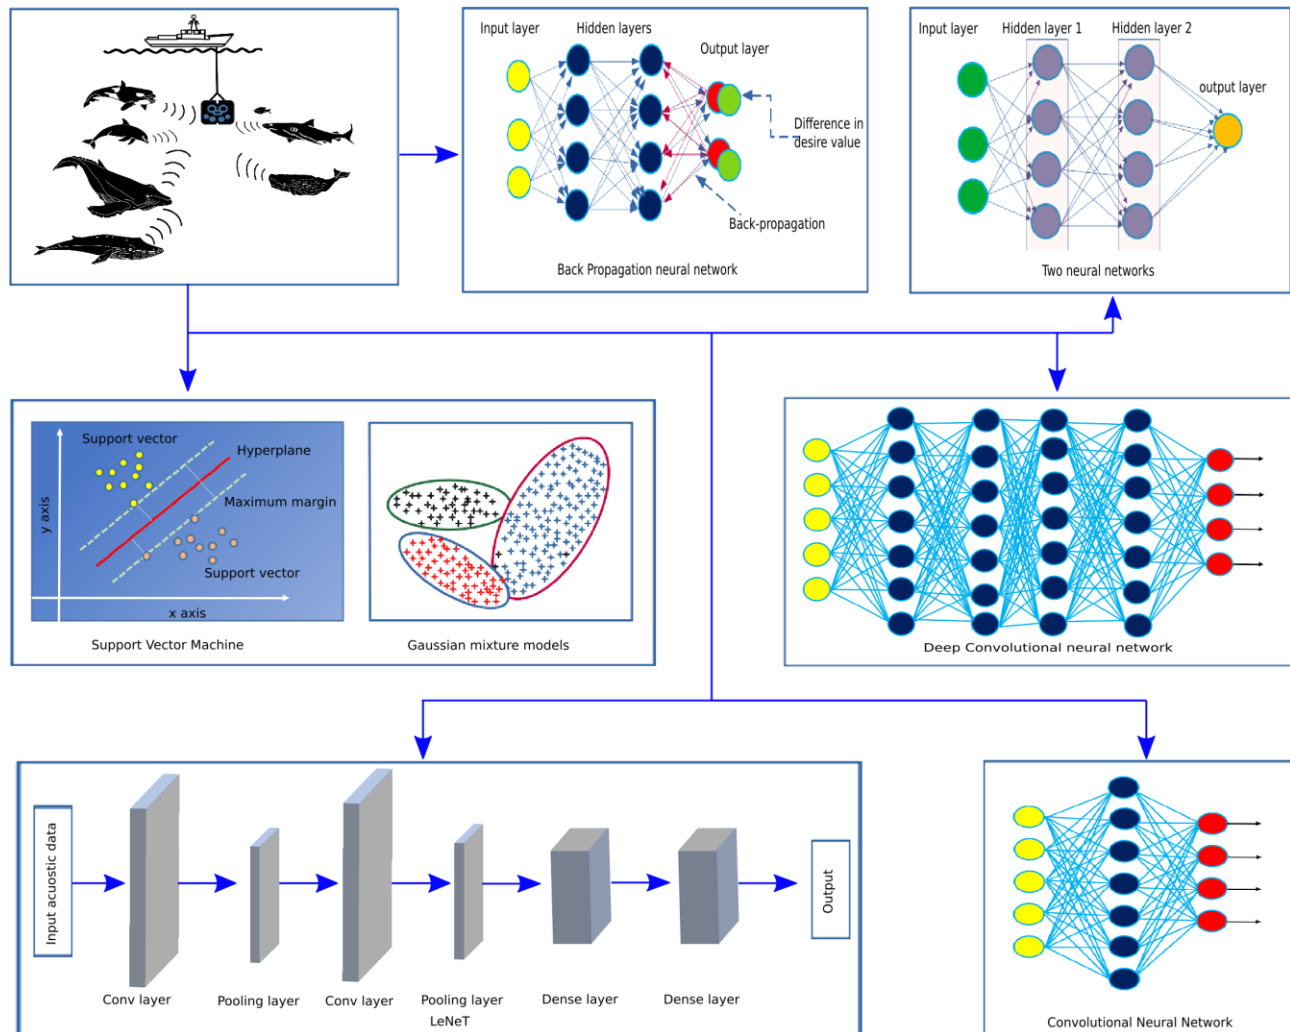 Input layer
Hidden layers
Output layer
Difference in
desire value
Back-propagation
Back Propagation neural network
Input layer
Hidden layer 1
Hidden layer 2
output layer
Two neural networks
Support vector
Hyperplane
Maximum margin
Support vector
y axis
x axis
Support Vector Machine
Gaussian mixture models
Deep Convolutional neural network
Input acuostic data
Conv layer
Pooling layer
Conv layer
Pooling layer
Dense layer
Dense layer
Output
LeNeT
Convolutional Neural Network